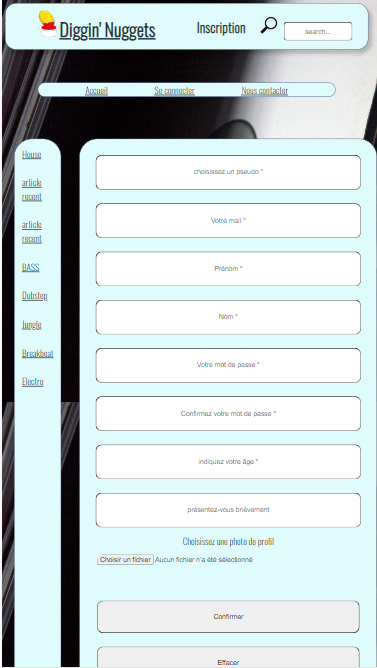 Diggin' Nuggets
Inscription
search...
Accueil
Se connecter
Nous contacter
House
article
recent
article
recent
BASS
Dubstep
Jungle
Breakbeat
Electro
choisissez un pseudo *
Votre mail *
Prénom *
Nom *
Votre mot de passe *
Confirmez votre mot de passe *
indiquez votre âge *
présentez-vous brièvement
Choisissez une photo de profil
Choisir un fichier Aucun fichier n'a été sélectionné
Confirmer
Effacer